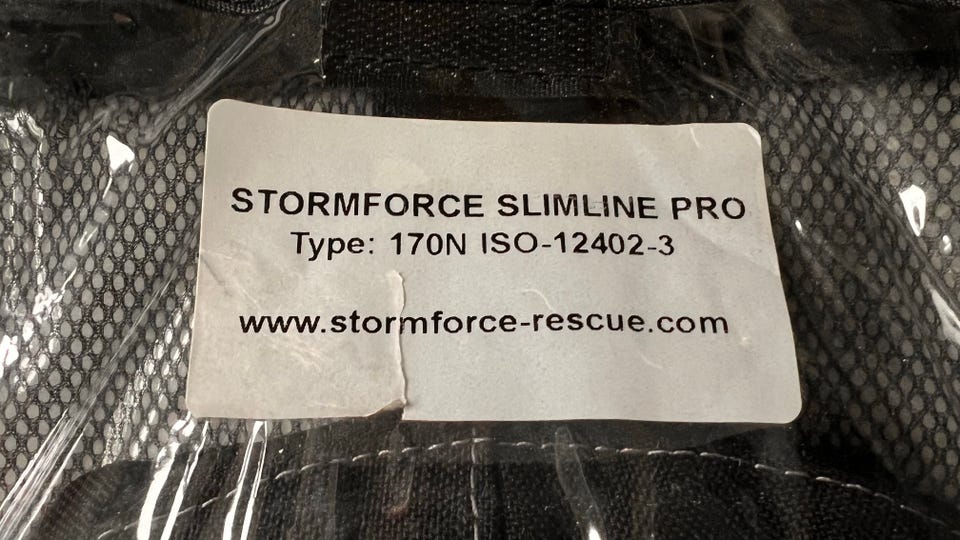 STORMFORCE SLIMLINE PRO
Type: 170N ISO-12402-3
www.stormforce-rescue.com